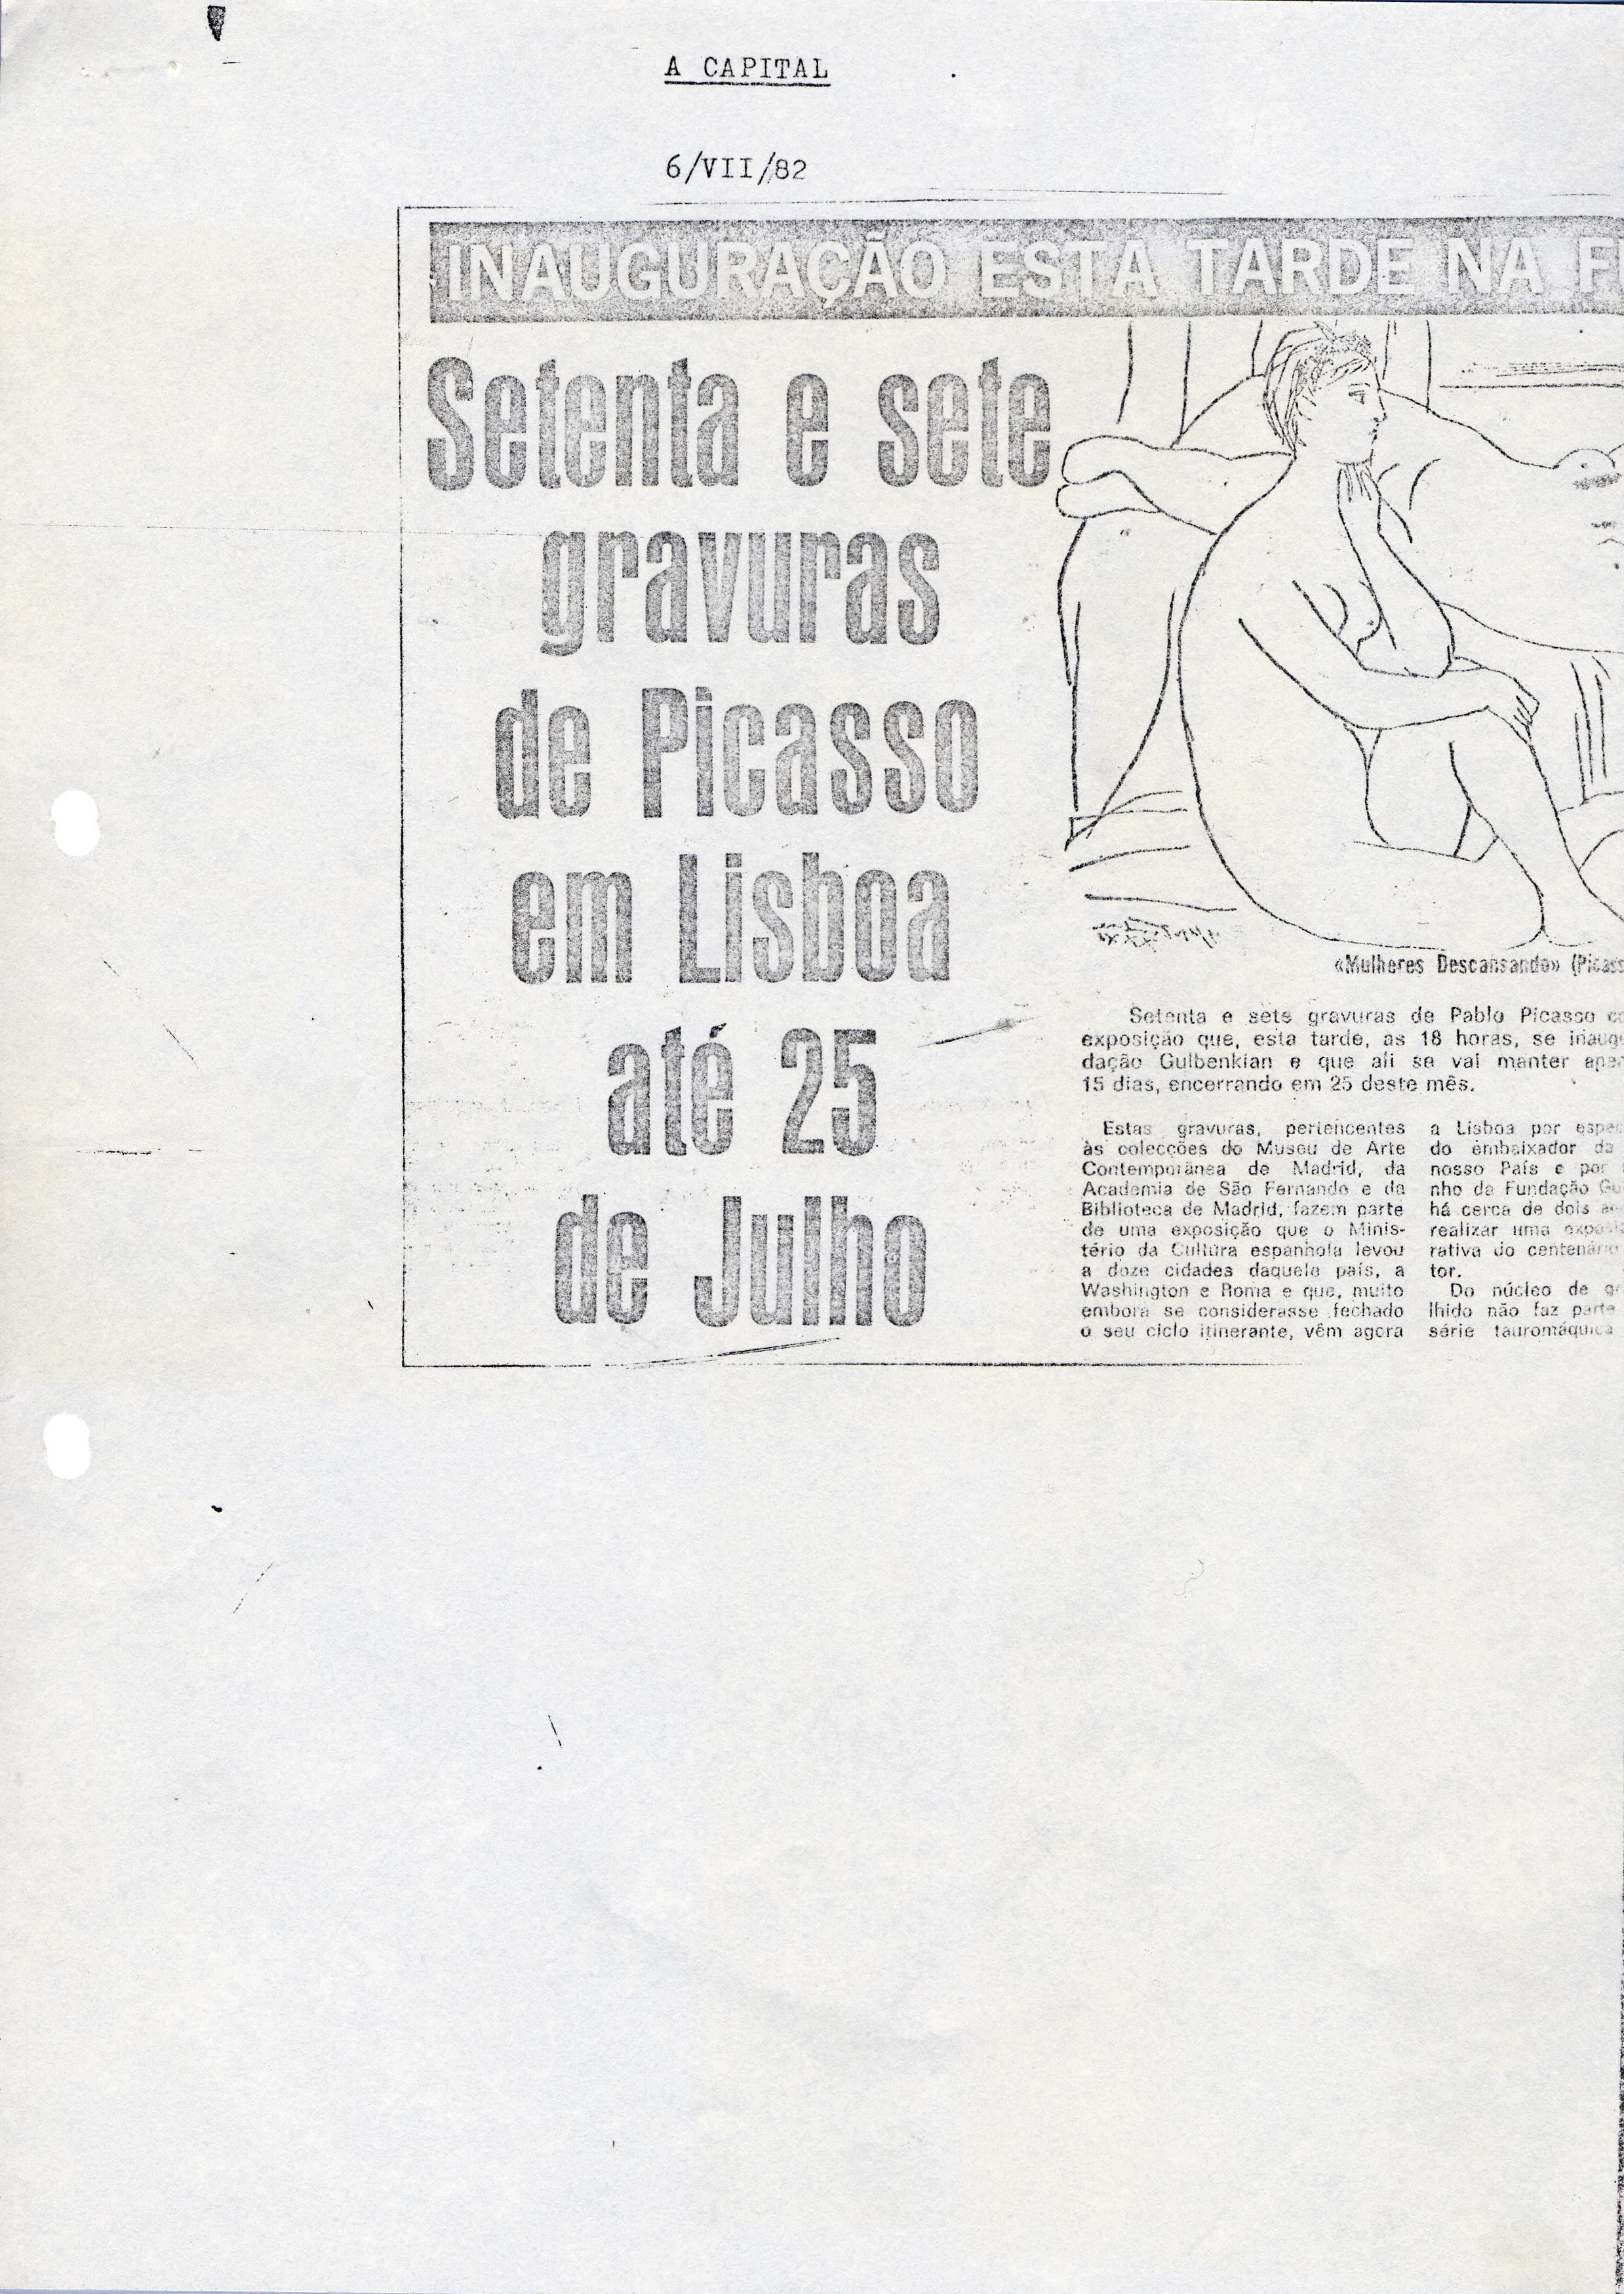 A CAPITAL
6/VII/82
INAUGURAÇÃO ESTA TARDE NA F
Setenta e sete
gravuras
de Picasso
em Lisboa
até 25
de Julho
«Mulheres Descansando» (Picass
Setenta e sete gravuras de Pablo Picasso
exposição que, esta tarde, as 18 horas, se inaug
dação Gulbenkian e que ali se vai manter
15 dias, encerrando em 25 deste mês.
Estas gravuras, pertencentes
às colecções do Museu de Arte
Contemporânea de Madrid, da
Academia de São Fernando e da
Biblioteca de Madrid, fazem parte
de uma exposição que o Minis-
tério da Cultura espanhola levou
a doze cidades daquele país, a
Washington e Roma e que, muito
embora se considerasse fechado
o seu ciclo itinerante, vêm agora
a Lisboa por espec
do embaixador da
nosso País e por
nho da Fundação Gu
há cerca de dois
realizar uma exposi
rativa do centenário
tor.
Do núcleo de
lhido não faz parte
série tauromáquica